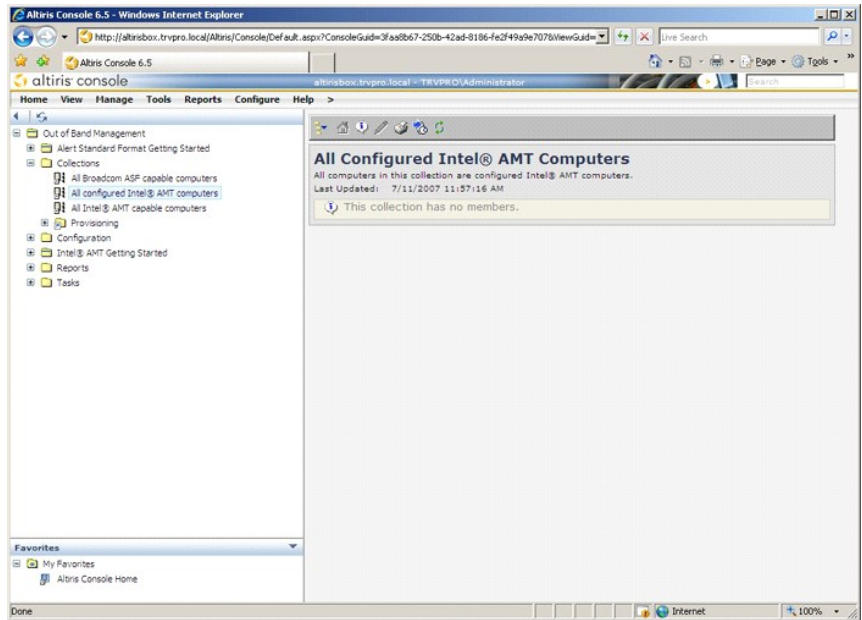 Altiris Console 6.5 - Windows Internet Explorer
http://altirisbox.trvpro.local/Altiris/Console/Default.aspx?ConsoleGuid=3faa8b67-250b-42ad-8186-fe2f49a9e707&ViewGuid=
Live Search
Altiris Console 6.5
Page
Tools
altiris console
altirisbox.trvpro.local - TRVPRO\Administrator
Search
Home View Manage Tools Reports Configure Help >
Out of Band Management
Alert Standard Format Getting Started
Collections
All Broadcom ASF capable computers
All configured Intel® AMT computers
All Intel® AMT capable computers
Provisioning
Configuration
Intel® AMT Getting Started
Reports
Tasks
All Configured Intel® AMT Computers
All computers in this collection are configured Intel® AMT computers.
Last Updated: 7/11/2007 11:57:16 AM
This collection has no members.
Favorites
My Favorites
Altiris Console Home
Done
Internet
100%